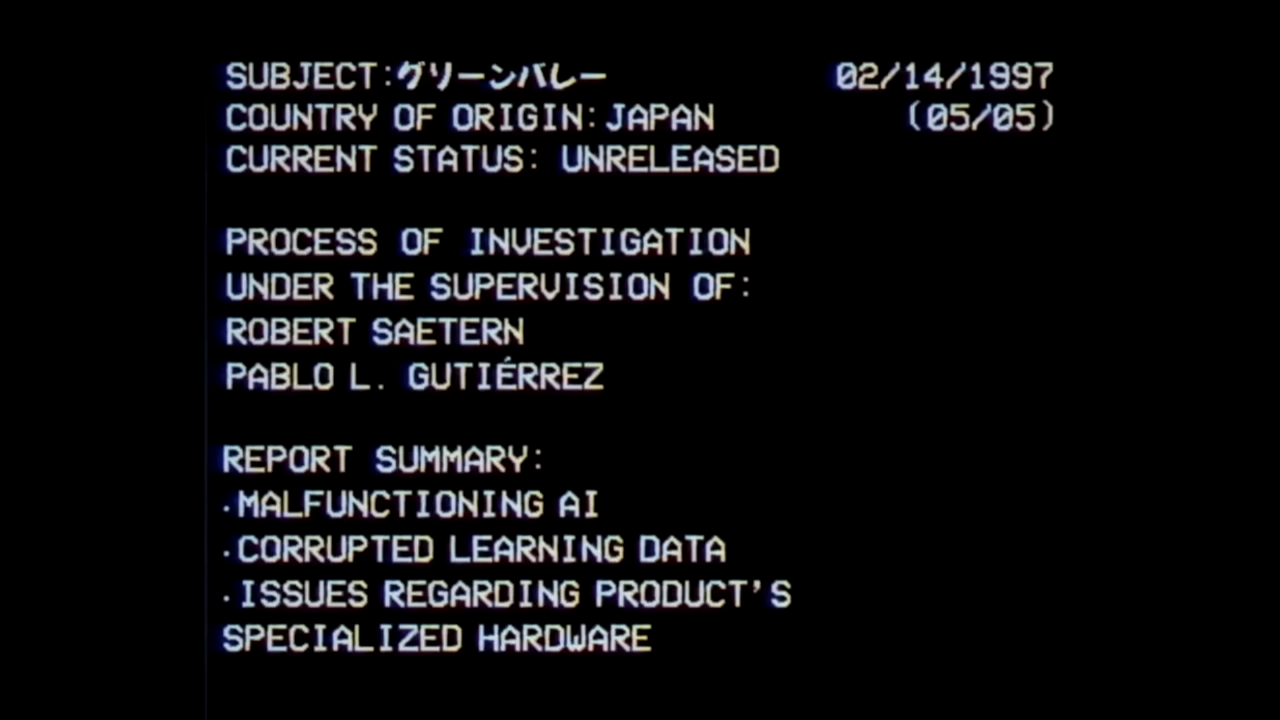 SUBJECT:グリーンバレー 02/14/1997
COUNTRY OF ORIGIN: JAPAN (05/05)
CURRENT STATUS: UNRELEASED
PROCESS OF INVESTIGATION
UNDER THE SUPERVISION OF:
ROBERT SAETERN
PABLO L. GUTIÉRREZ
REPORT SUMMARY:
·MALFUNCTIONING AI
·CORRUPTED LEARNING DATA
·ISSUES REGARDING PRODUCT'S
SPECIALIZED HARDWARE